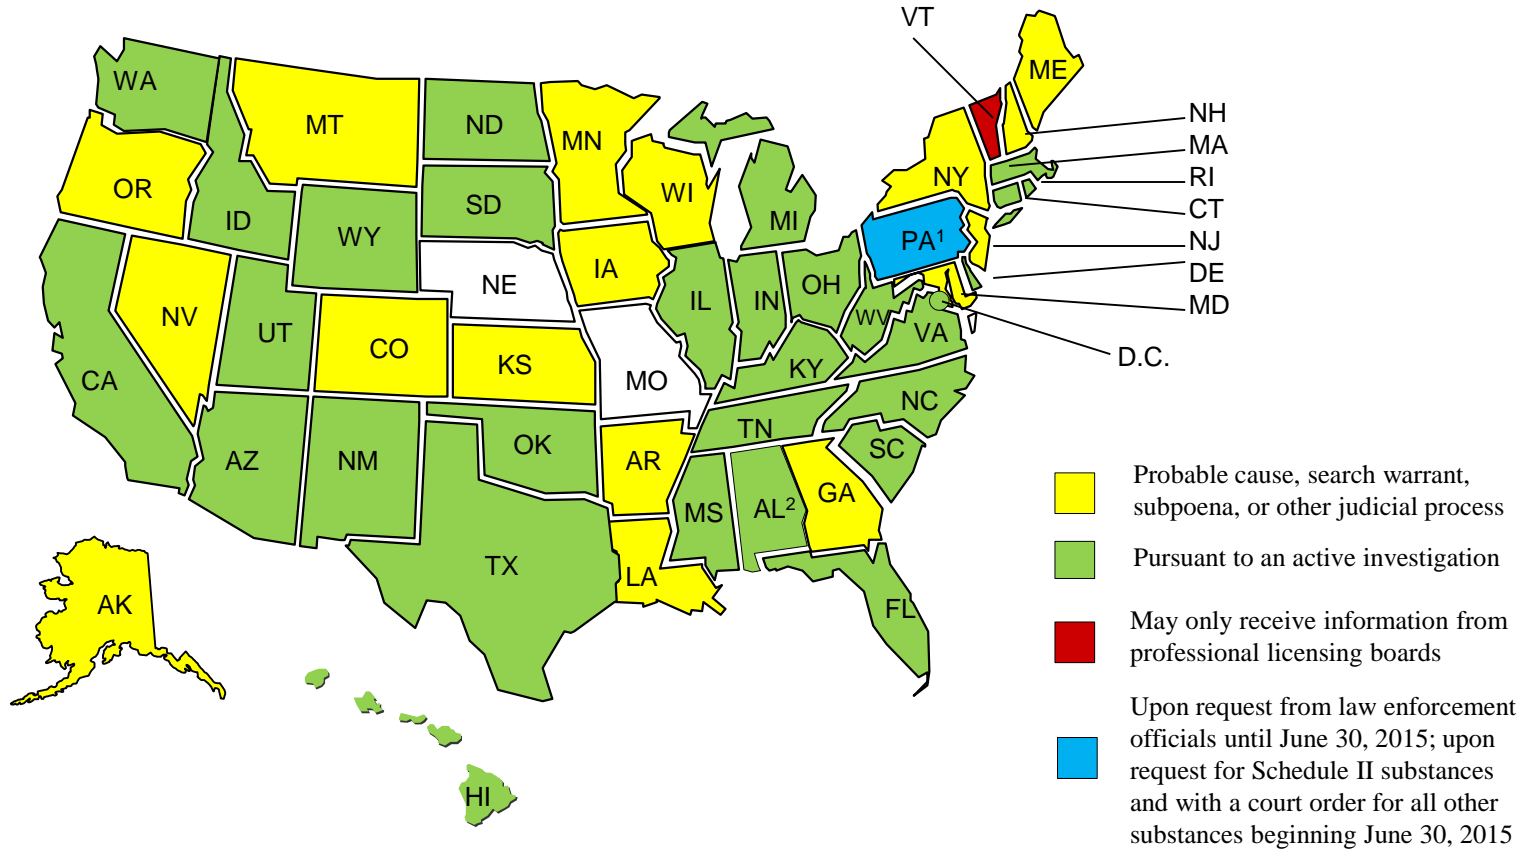 VT
WA
ME
MT
ND
MN
NH
MA
OR
WI
NY
RI
ID
SD
MI
CT
WY
PA¹
NJ
IA
DE
NE
OH
MD
NV
IL
IN
WV
UT
CO
VA
KS
KY
D.C.
CA
MO
NC
TN
OK
SC
AZ
NM
AR
GA
MS
AL²
TX
LA
AK
FL
HI
Probable cause, search warrant,
subpoena, or other judicial process
Pursuant to an active investigation
May only receive information from
professional licensing boards
Upon request from law enforcement
officials until June 30, 2015; upon
request for Schedule II substances
and with a court order for all other
substances beginning June 30, 2015